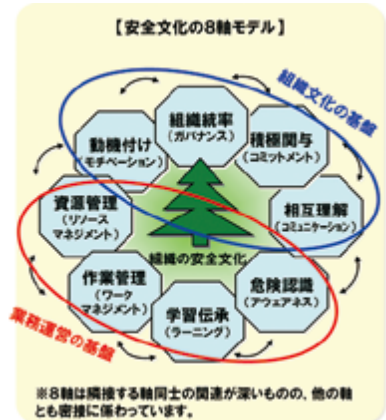 【安全文化の8軸モデル】
組織文化の基盤
組織統率
(ガバナンス)
動機付け
(モチベーション)
積極関与
(コミットメント)
資源管理
(リソース
マネジメント)
相互理解
(コミュニケーション)
組織の安全文化
作業管理
(ワーク
マネジメント)
危険認識
(アウェアネス)
学習伝承
(ラーニング)
業務運営の基盤
※8軸は隣接する軸同士の関連が深いものの、他の軸
とも密接に係わっています。